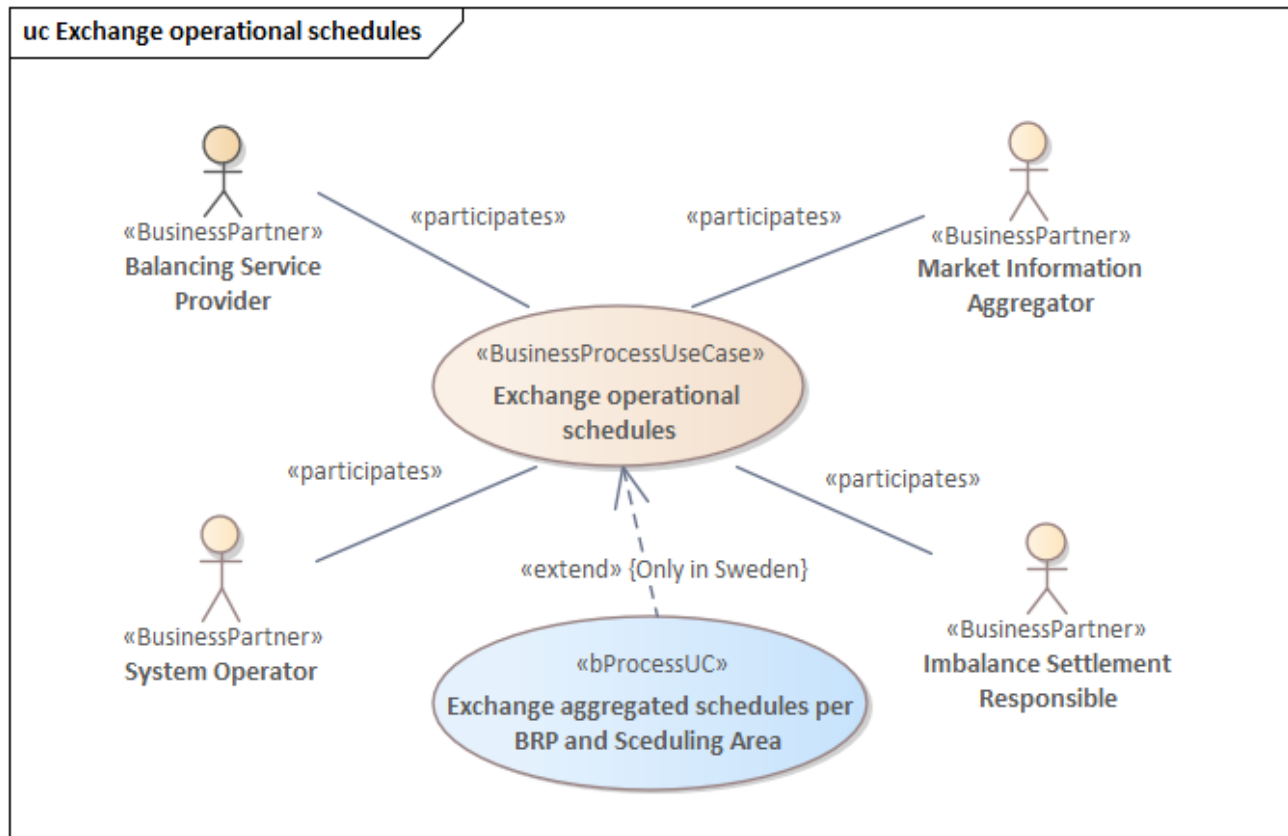 uc Exchange operational schedules
«BusinessPartner»
Balancing Service
Provider
«participates»
«participates»
«BusinessPartner»
Market Information
Aggregator
«BusinessProcessUseCase»
Exchange operational
schedules
«participates»
«participates»
«BusinessPartner»
System Operator
«extend» {Only in Sweden}
«BusinessPartner»
Imbalance Settlement
Responsible
«bProcessUC»
Exchange aggregated schedules per
BRP and Sceduling Area